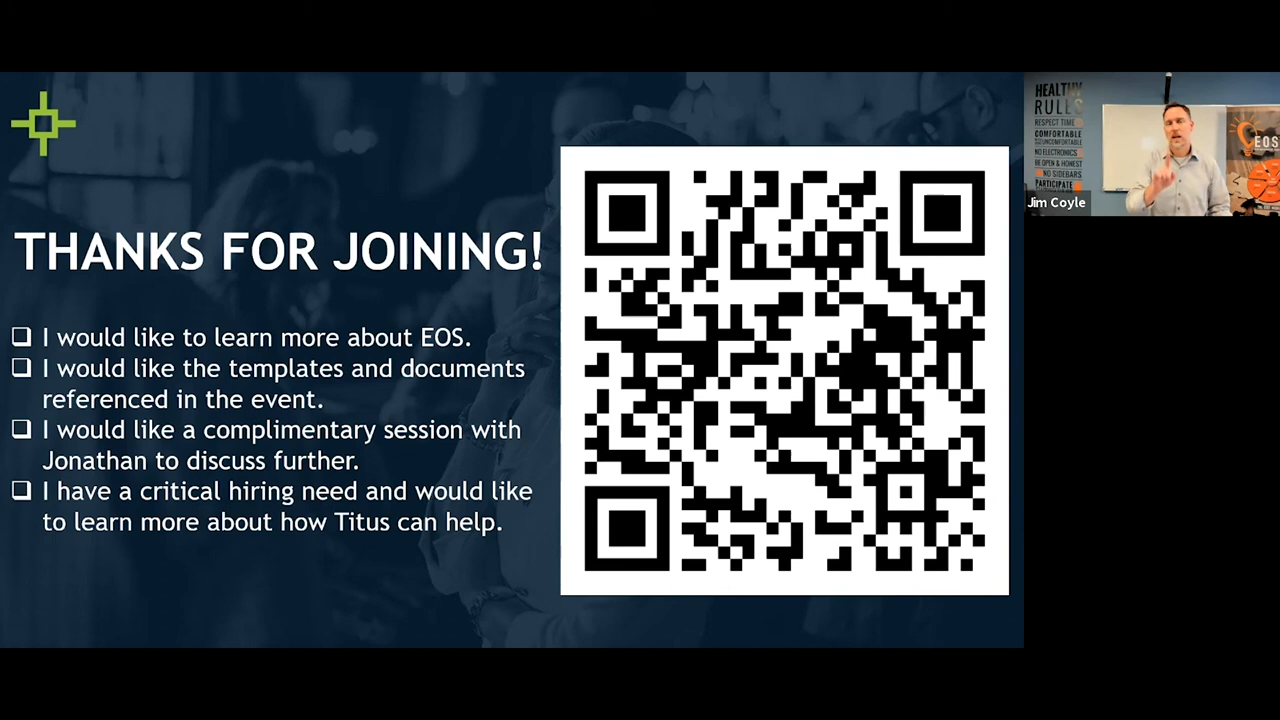 THANKS FOR JOINING!
❑ I would like to learn more about EOS.
❑ I would like the templates and documents
referenced in the event.
❑ I would like a complimentary session with
Jonathan to discuss further.
❑ I have a critical hiring need and would like
to learn more about how Titus can help.
HEALTHY
RULES
RESPECT TIME
COMFORTABLE
NO ELECTRONICS
BE OPEN & HONEST
NO SIDEBARS
PARTICIPATE
EOS
Jim Coyle